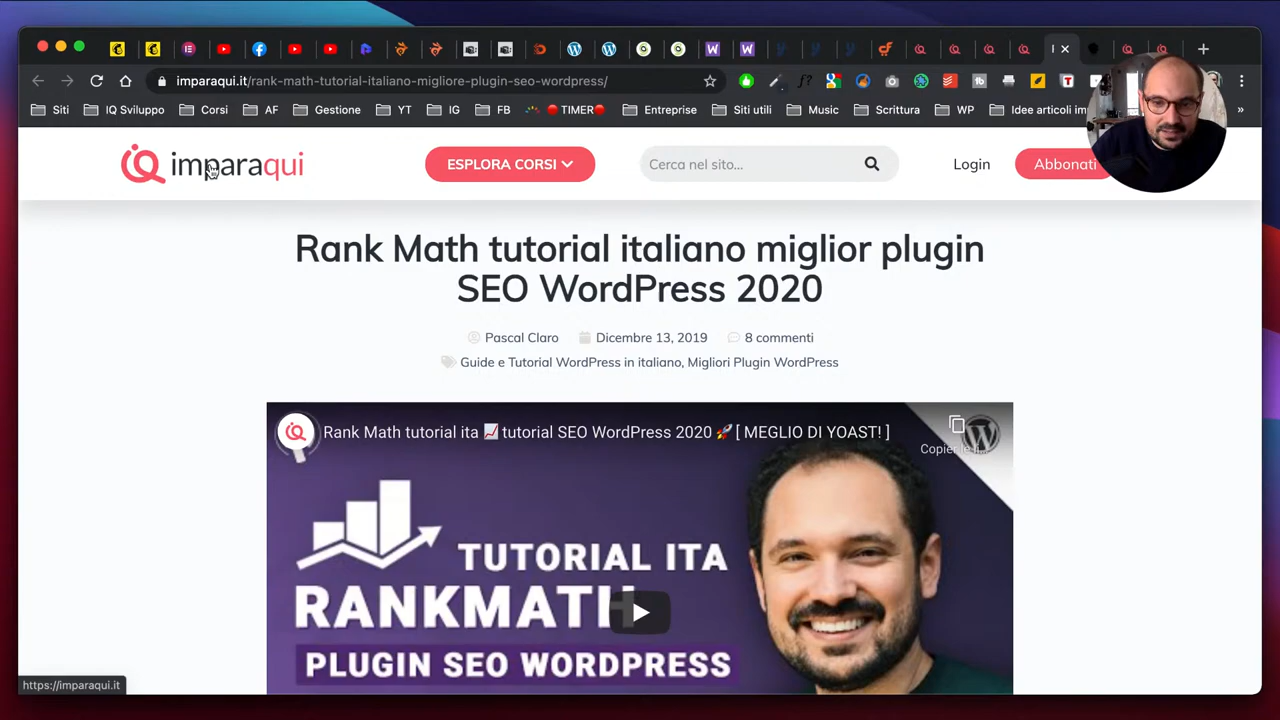 imparaqui.it/rank-math-tutorial-italiano-migliore-plugin-seo-wordpress/
Siti IQ Sviluppo Corsi AF Gestione YT IG FB TIMER Entreprise Siti utili Music Scrittura WP Idee articoli im »
imparaqui
ESPLORA CORSI
Cerca nel sito...
Login
Abbonati
Rank Math tutorial italiano miglior plugin
SEO WordPress 2020
Pascal Claro Dicembre 13, 2019 8 commenti
Guide e Tutorial WordPress in italiano, Migliori Plugin WordPress
Rank Math tutorial ita 📈 tutorial SEO WordPress 2020 🚀 [ MEGLIO DI YOAST! ]
TUTORIAL ITA
RANKMATH
PLUGIN SEO WORDPRESS
https://imparaqui.it